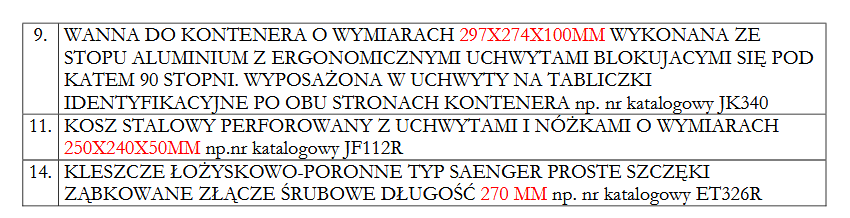 9. WANNA DO KONTENERA O WYMIARACH 297X274X100MM WYKONANA ZE
STOPU ALUMINIUM Z ERGONOMICZNYMI UCHWYTAMI BLOKUJACYMI SIĘ POD
KATEM 90 STOPNI. WYPOSAŻONA W UCHWYTY NA TABLICZKI
IDENTYFIKACYJNE PO OBU STRONACH KONTENERA np. nr katalogowy JK340
11. KOSZ STALOWY PERFOROWANY Z UCHWYTAMI I NÓŻKAMI O WYMIARACH
250X240X50MM np.nr katalogowy JF112R
14. KLESZCZE ŁOŻYSKOWO-PORONNE TYP SAENGER PROSTE SZCZĘKI
ZĄBKOWANE ZŁĄCZE ŚRUBOWE DŁUGOŚĆ 270 MM np. nr katalogowy ET326R